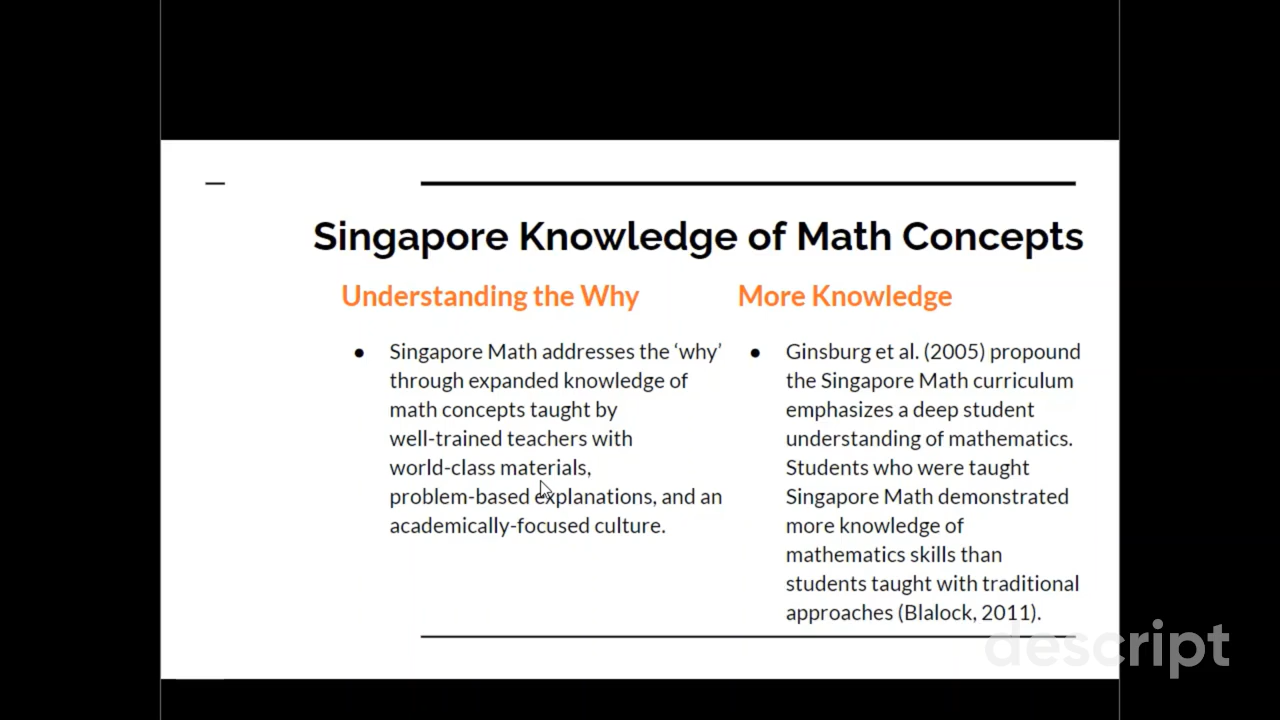 Singapore Knowledge of Math Concepts
Understanding the Why
● Singapore Math addresses the ‘why’
through expanded knowledge of
math concepts taught by
well-trained teachers with
world-class materials,
problem-based explanations, and an
academically-focused culture.
More Knowledge
● Ginsburg et al. (2005) propound
the Singapore Math curriculum
emphasizes a deep student
understanding of mathematics.
Students who were taught
Singapore Math demonstrated
more knowledge of
mathematics skills than
students taught with traditional
approaches (Blalock, 2011).
descript